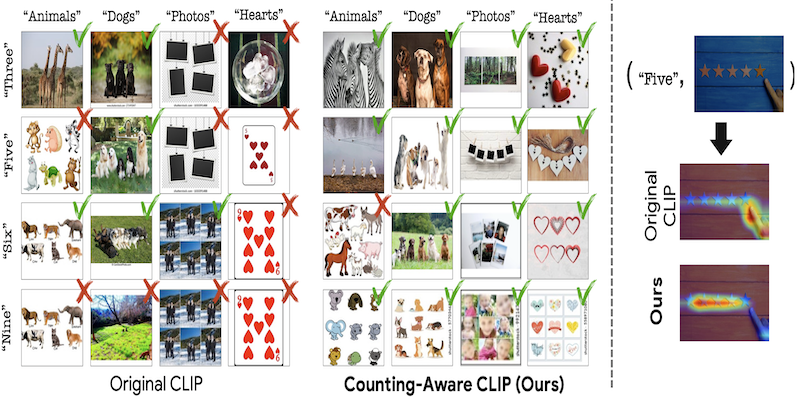 "Animals" "Dogs" "Photos" "Hearts"
"Animals" "Dogs" "Photos" "Hearts"
"Three"
"Five"
"Six"
"Nine"
Original CLIP
Counting-Aware CLIP (Ours)
( "Five", )
Original
CLIP
Ours